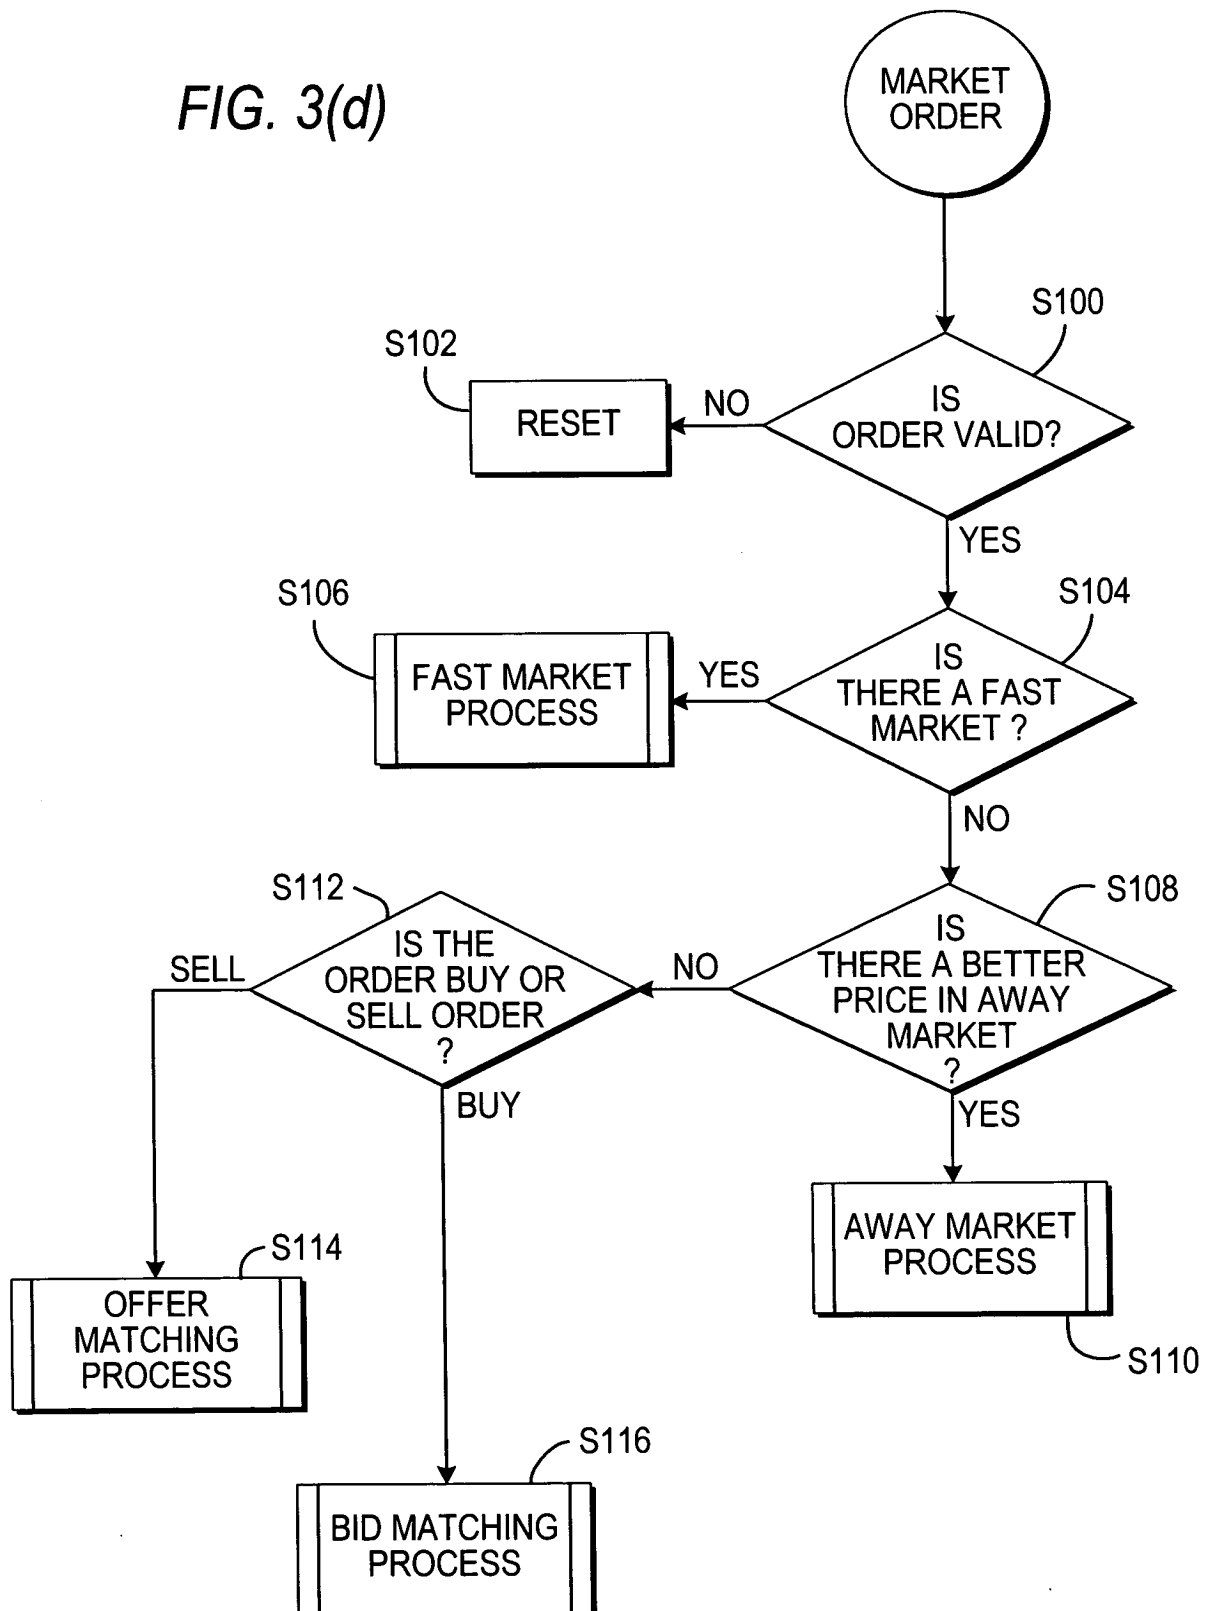 FIG. 3(d)
MARKET
ORDER
S100
IS
ORDER VALID?
NO
S102
RESET
YES
S104
IS
THERE A FAST
MARKET ?
YES
S106
FAST MARKET
PROCESS
NO
S108
IS
THERE A BETTER
PRICE IN AWAY
MARKET
?
NO
S112
IS THE
ORDER BUY OR
SELL ORDER
?
SELL
BUY
YES
AWAY MARKET
PROCESS
S110
S114
OFFER
MATCHING
PROCESS
S116
BID MATCHING
PROCESS